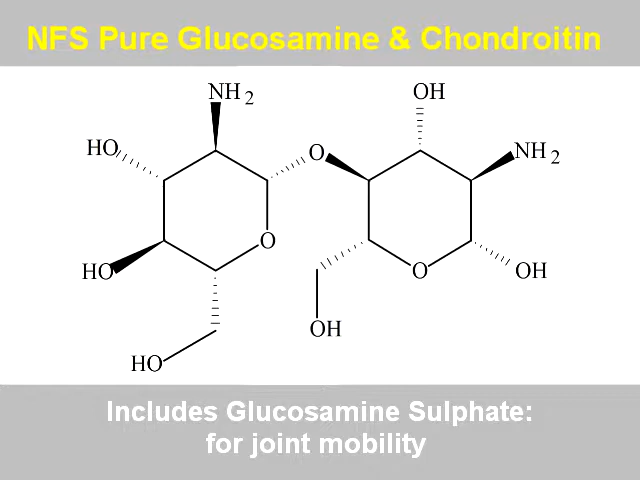 NFS Pure Glucosamine & Chondroitin
NH2
OH
HO
O
NH2
HO
O
O
OH
OH
HO
Includes Glucosamine Sulphate:
for joint mobility